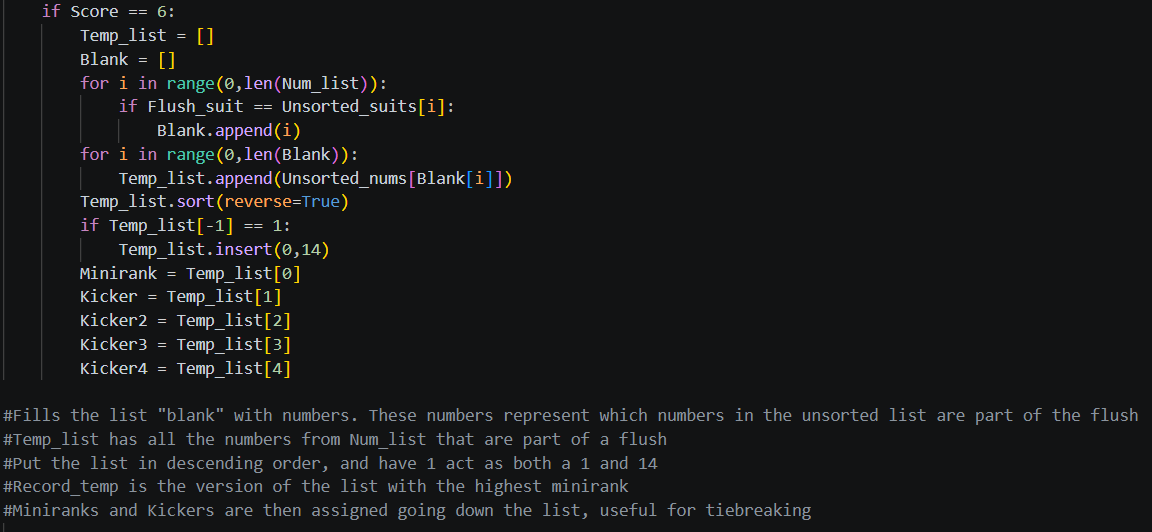 if Score == 6:
Temp_list = []
Blank = []
for i in range(0,len(Num_list)):
if Flush_suit == Unsorted_suits[i]:
Blank.append(i)
for i in range(0,len(Blank)):
Temp_list.append(Unsorted_nums[Blank[i]])
Temp_list.sort(reverse=True)
if Temp_list[-1] == 1:
Temp_list.insert(0,14)
Minirank = Temp_list[0]
Kicker = Temp_list[1]
Kicker2 = Temp_list[2]
Kicker3 = Temp_list[3]
Kicker4 = Temp_list[4]
#Fills the list "blank" with numbers. These numbers represent which numbers in the unsorted list are part of the flush
#Temp_list has all the numbers from Num_list that are part of a flush
#Put the list in descending order, and have 1 act as both a 1 and 14
#Record_temp is the version of the list with the highest minirank
#Miniranks and Kickers are then assigned going down the list, useful for tiebreaking